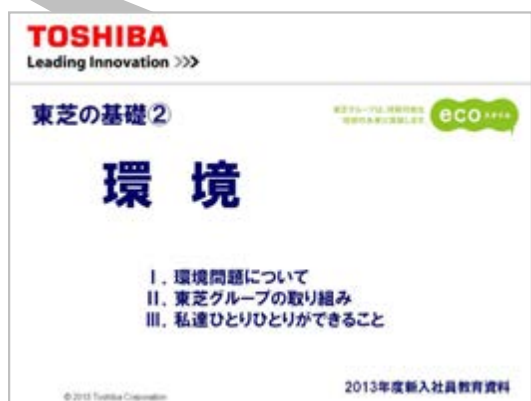 TOSHIBA
Leading Innovation >>>
東芝の基礎②
eco
環 境
I. 環境問題について
II. 東芝グループの取り組み
III. 私達ひとりひとりができること
2013年度新入社員教育資料
© 2013 Toshiba Corporation